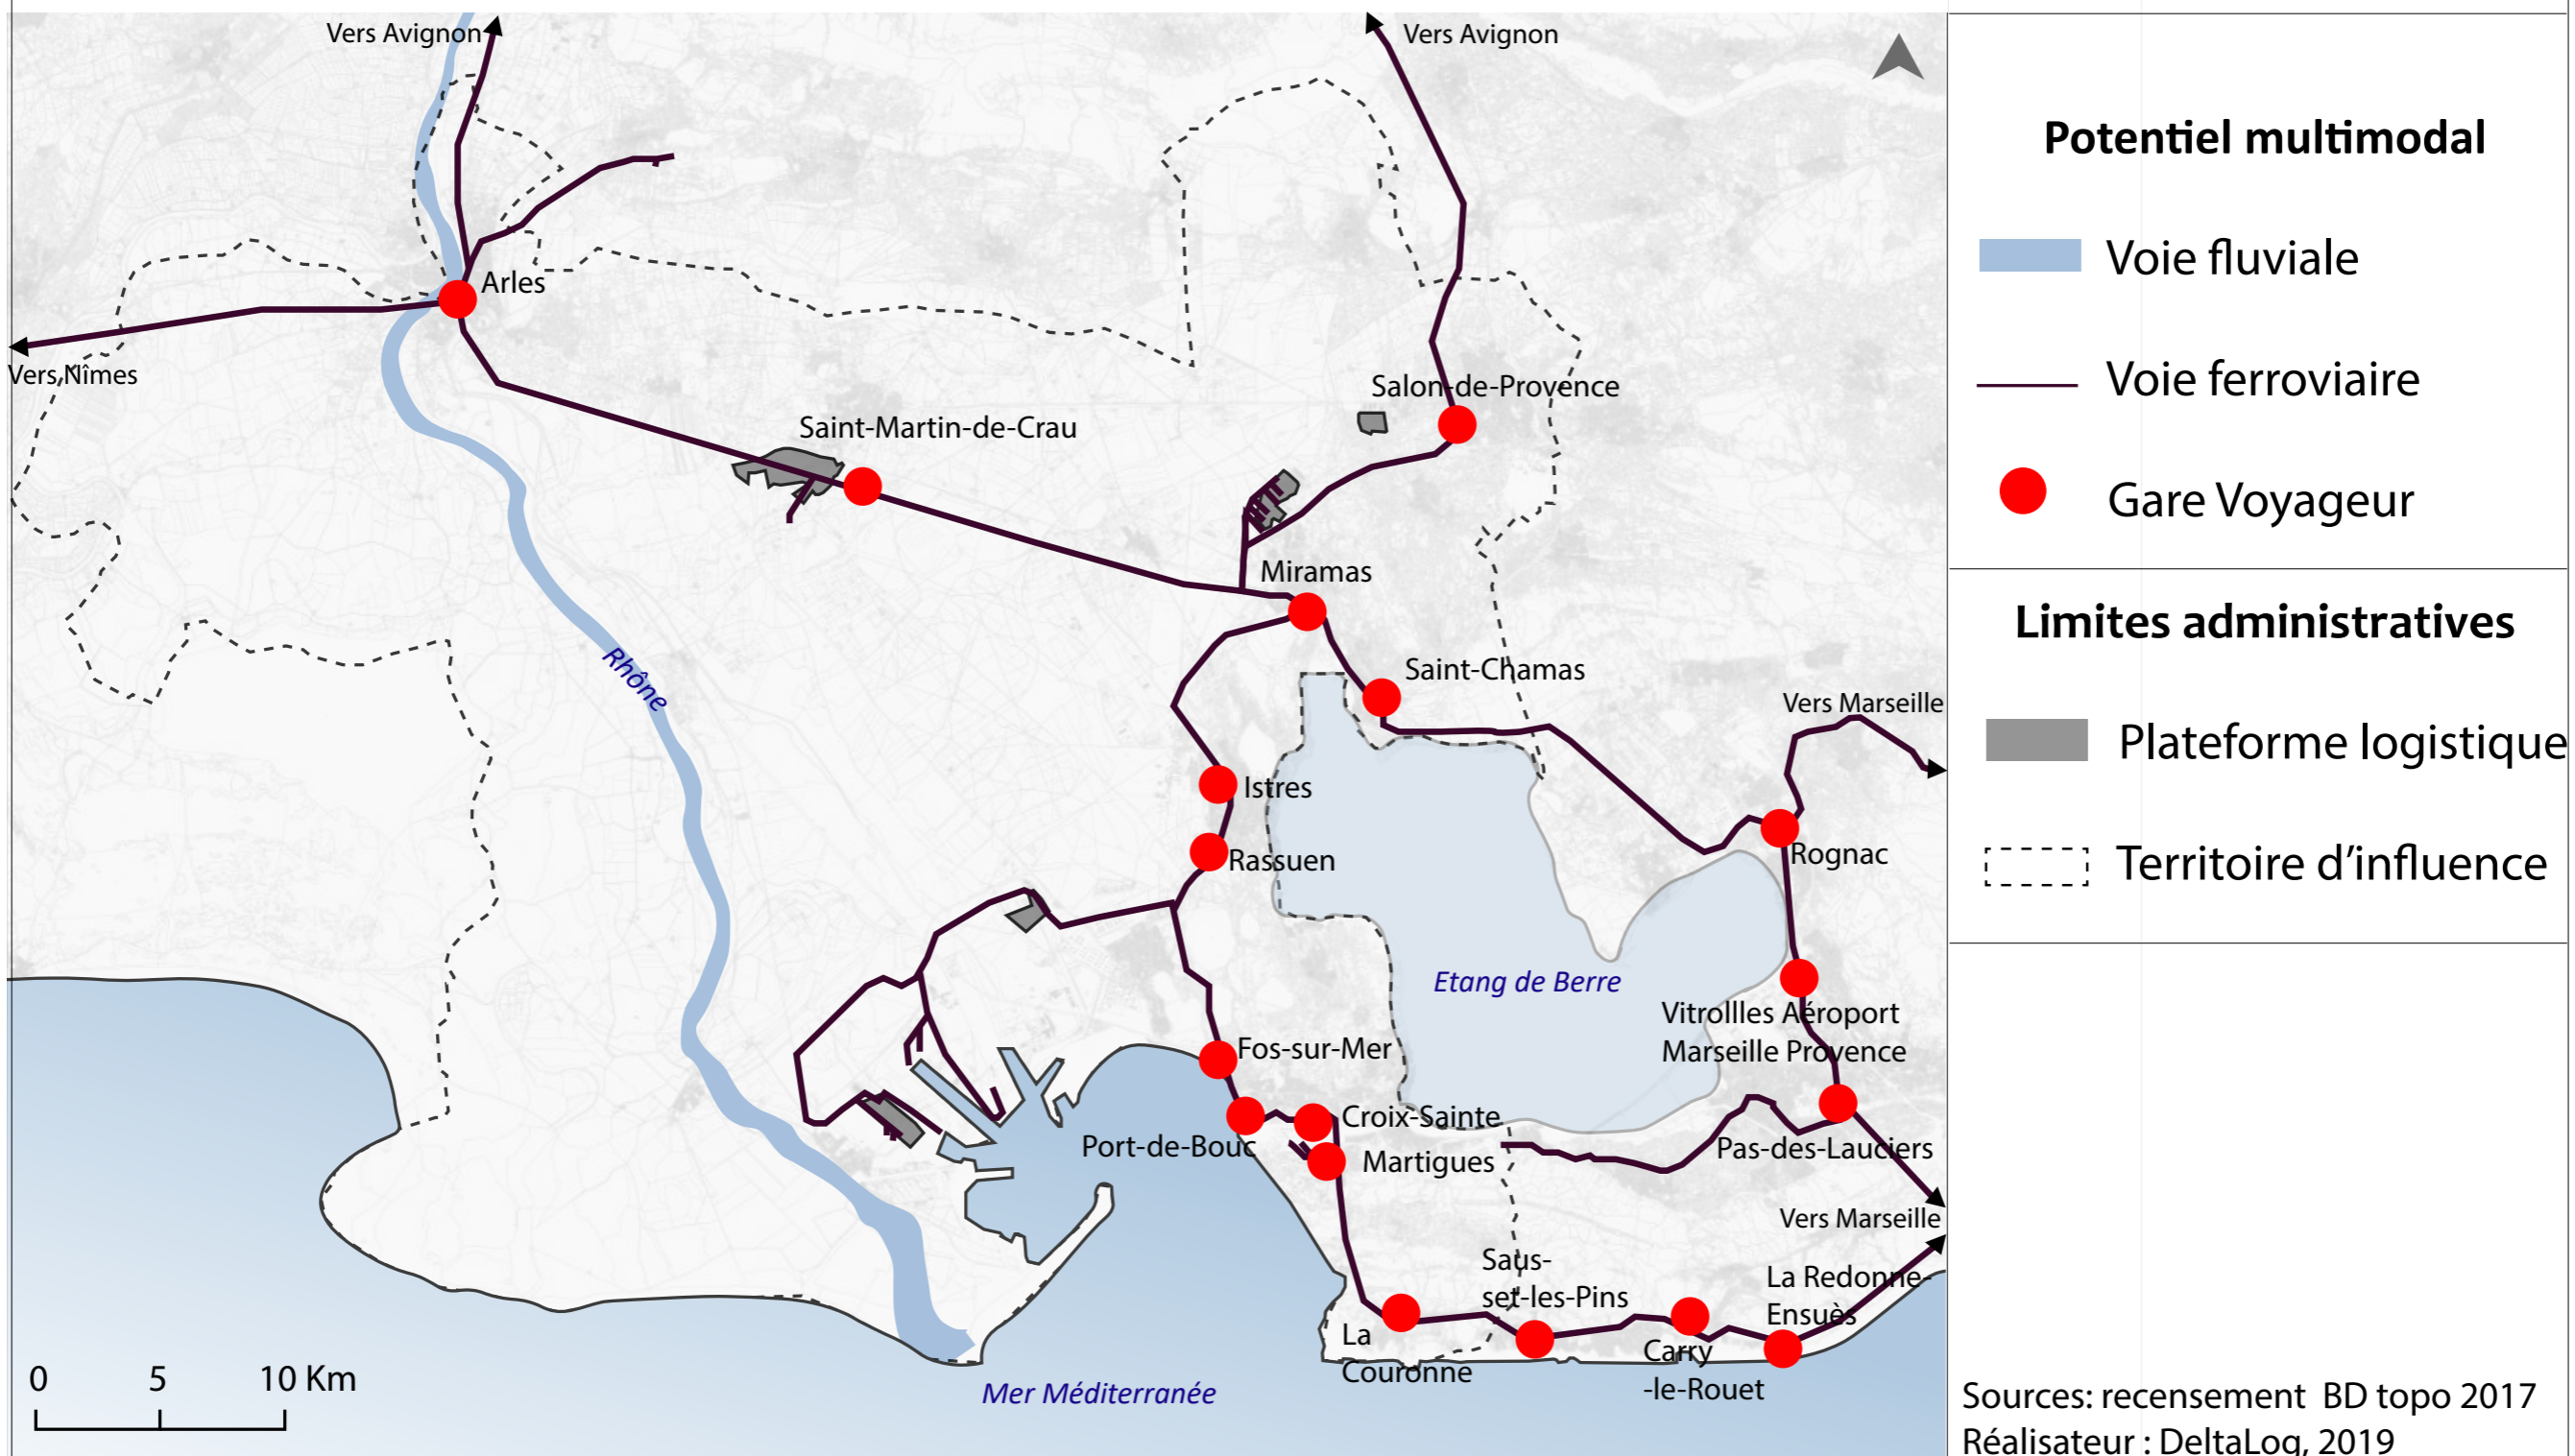 Vers Avignon
Vers Avignon
Arles
Vers Nîmes
Salon-de-Provence
Saint-Martin-de-Crau
Miramas
Saint-Chamas
Rhône
Vers Marseille
Istres
Rassuen
Rognac
Etang de Berre
Vitrollles Aéroport
Marseille Provence
Fos-sur-Mer
Croix-Sainte
Port-de-Bouc
Martigues
Pas-des-Lauciers
Vers Marseille
Saus-
set-les-Pins
La Redonne-
Ensuès
La
Couronne
Carry
-le-Rouet
Mer Méditerranée
0 5 10 Km
Potentiel multimodal
Voie fluviale
Voie ferroviaire
Gare Voyageur
Limites administratives
Plateforme logistique
Territoire d’influence
Sources: recensement BD topo 2017
Réalisateur : DeltaLog, 2019